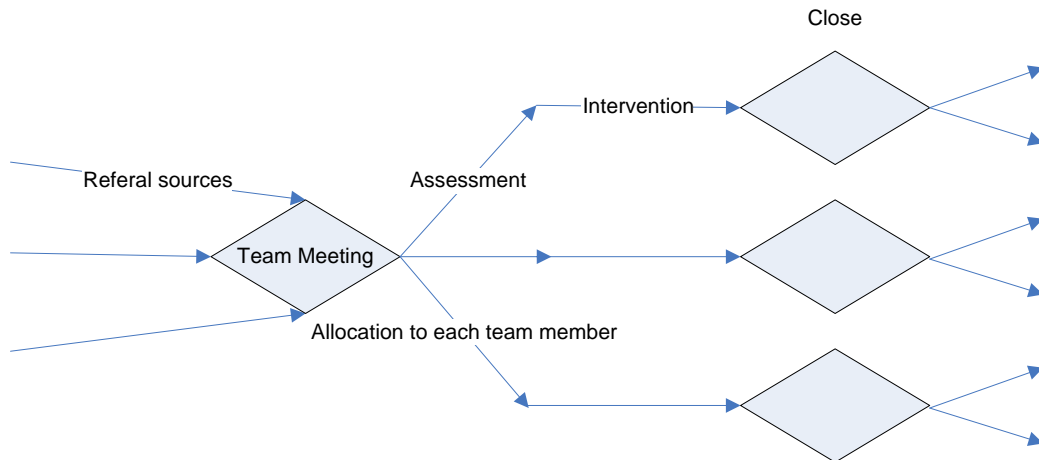 Close
Intervention
Referal sources
Assessment
Team Meeting
Allocation to each team member